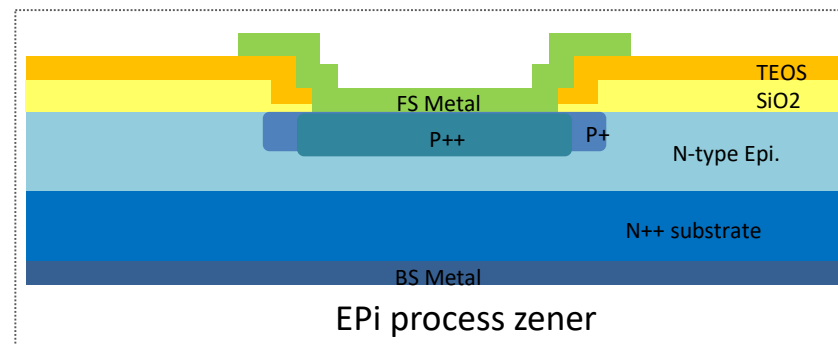 TEOS
SiO2
FS Metal
P++
P+
N-type Epi.
N++ substrate
BS Metal
EPi process zener